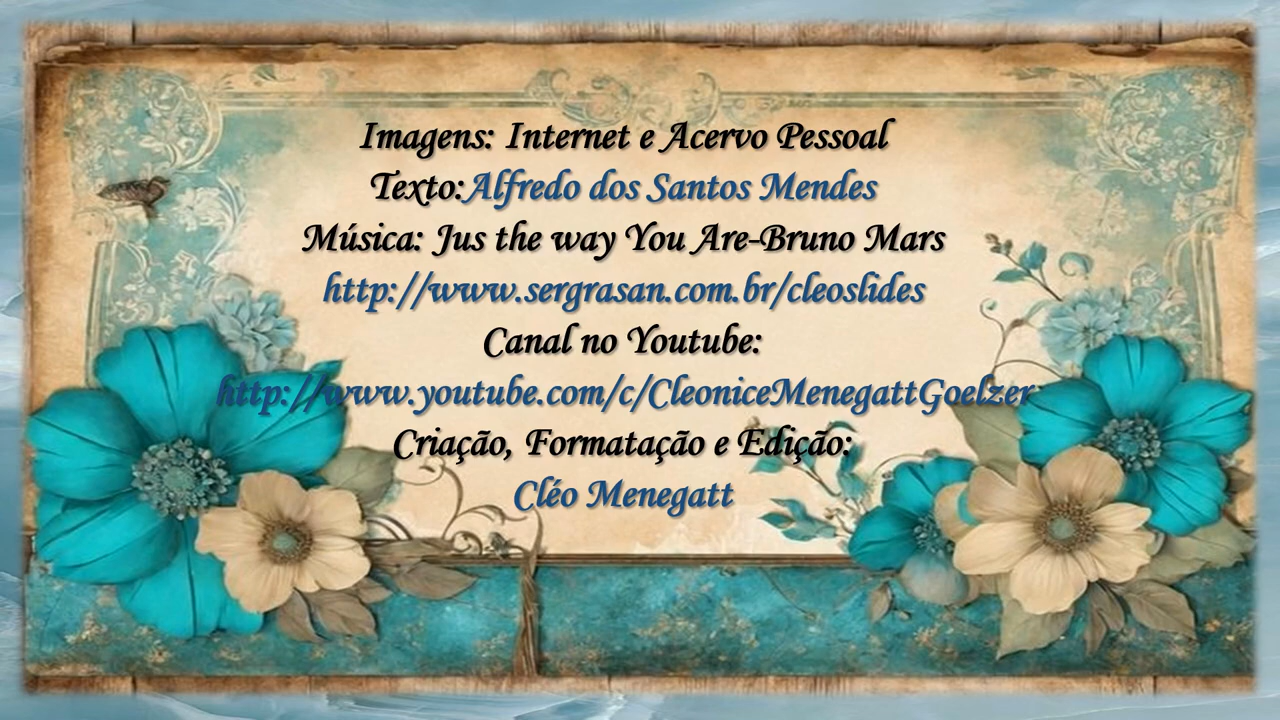 Imagens: Internet e Acervo Pessoal
Texto:Alfredo dos Santos Mendes
Música: Jus the way You Are-Bruno Mars
http://www.sergrasan.com.br/cleoslides
Canal no Youtube:
http://www.youtube.com/c/CleoniceMenegattGoelzer
Criação, Formatação e Edição:
Cléo Menegatt